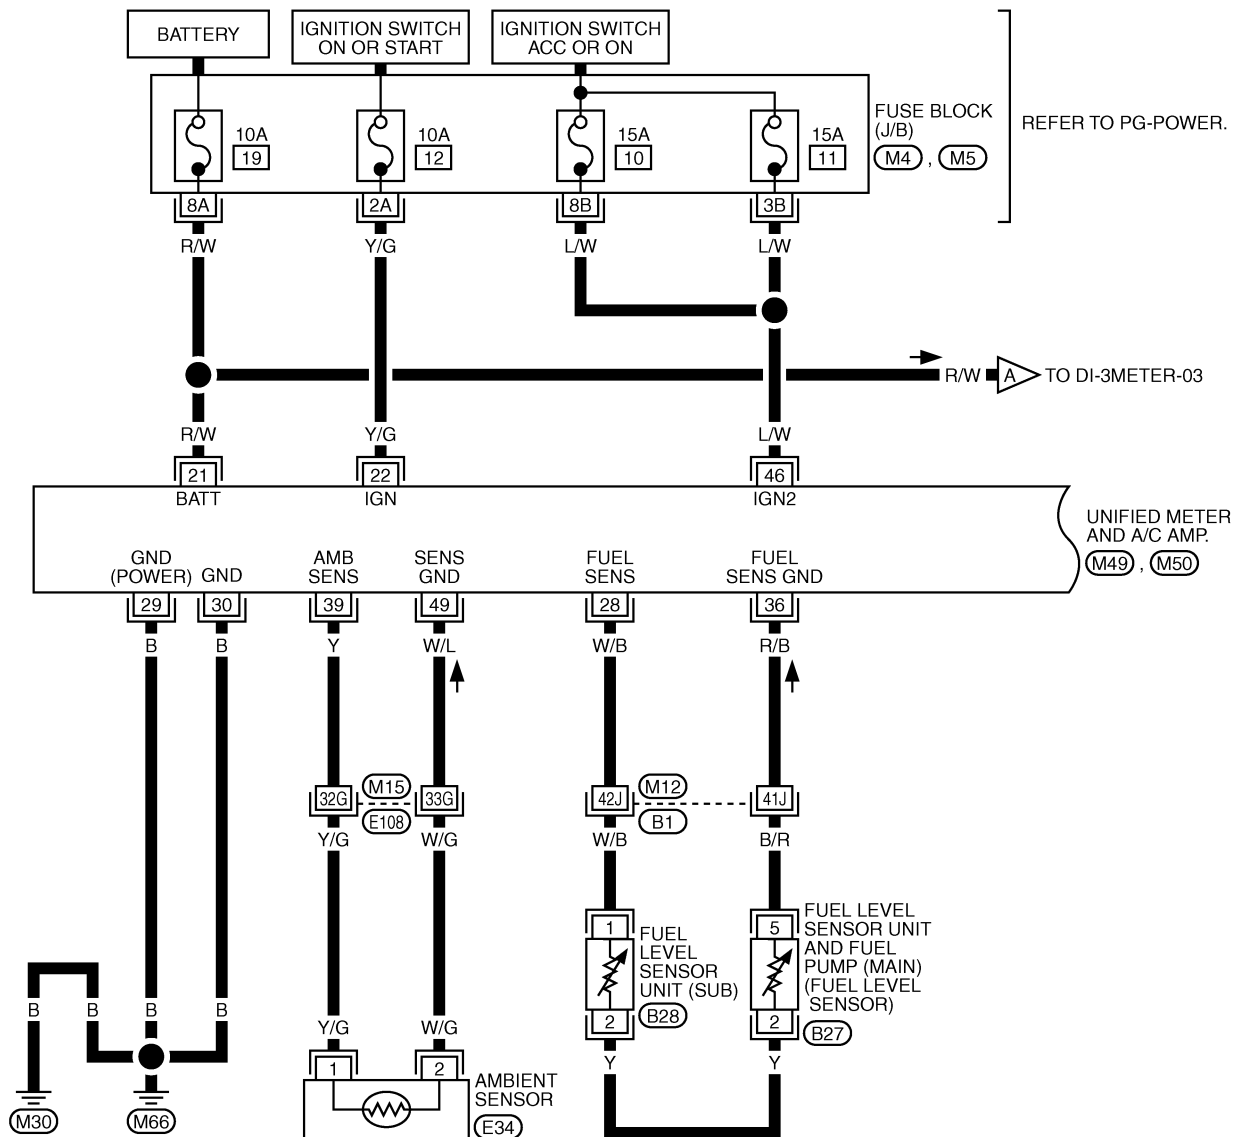 BATTERY
IGNITION SWITCH
ON OR START
IGNITION SWITCH
ACC OR ON
10A
19
10A
12
15A
10
15A
11
FUSE BLOCK
(J/B)
M4 , M5
REFER TO PG-POWER.
8A
2A
8B
3B
R/W
Y/G
L/W
L/W
R/W
A
TO DI-3METER-03
R/W
Y/G
L/W
21
22
46
BATT
IGN
IGN2
UNIFIED METER
AND A/C AMP.
M49 , M50
GND
(POWER)
GND
AMB
SENS
SENS
GND
FUEL
SENS
FUEL
SENS GND
29
30
39
49
28
36
B
B
Y
W/L
W/B
R/B
32G
M15
E108
33G
42J
M12
B1
41J
Y/G
W/G
W/B
B/R
1
FUEL
LEVEL
SENSOR
UNIT (SUB)
B28
2
5
FUEL LEVEL
SENSOR UNIT
AND FUEL
PUMP (MAIN)
(FUEL LEVEL
SENSOR)
B27
2
B
B
B
B
Y/G
W/G
Y
Y
1
2
AMBIENT
SENSOR
E34
M30
M66